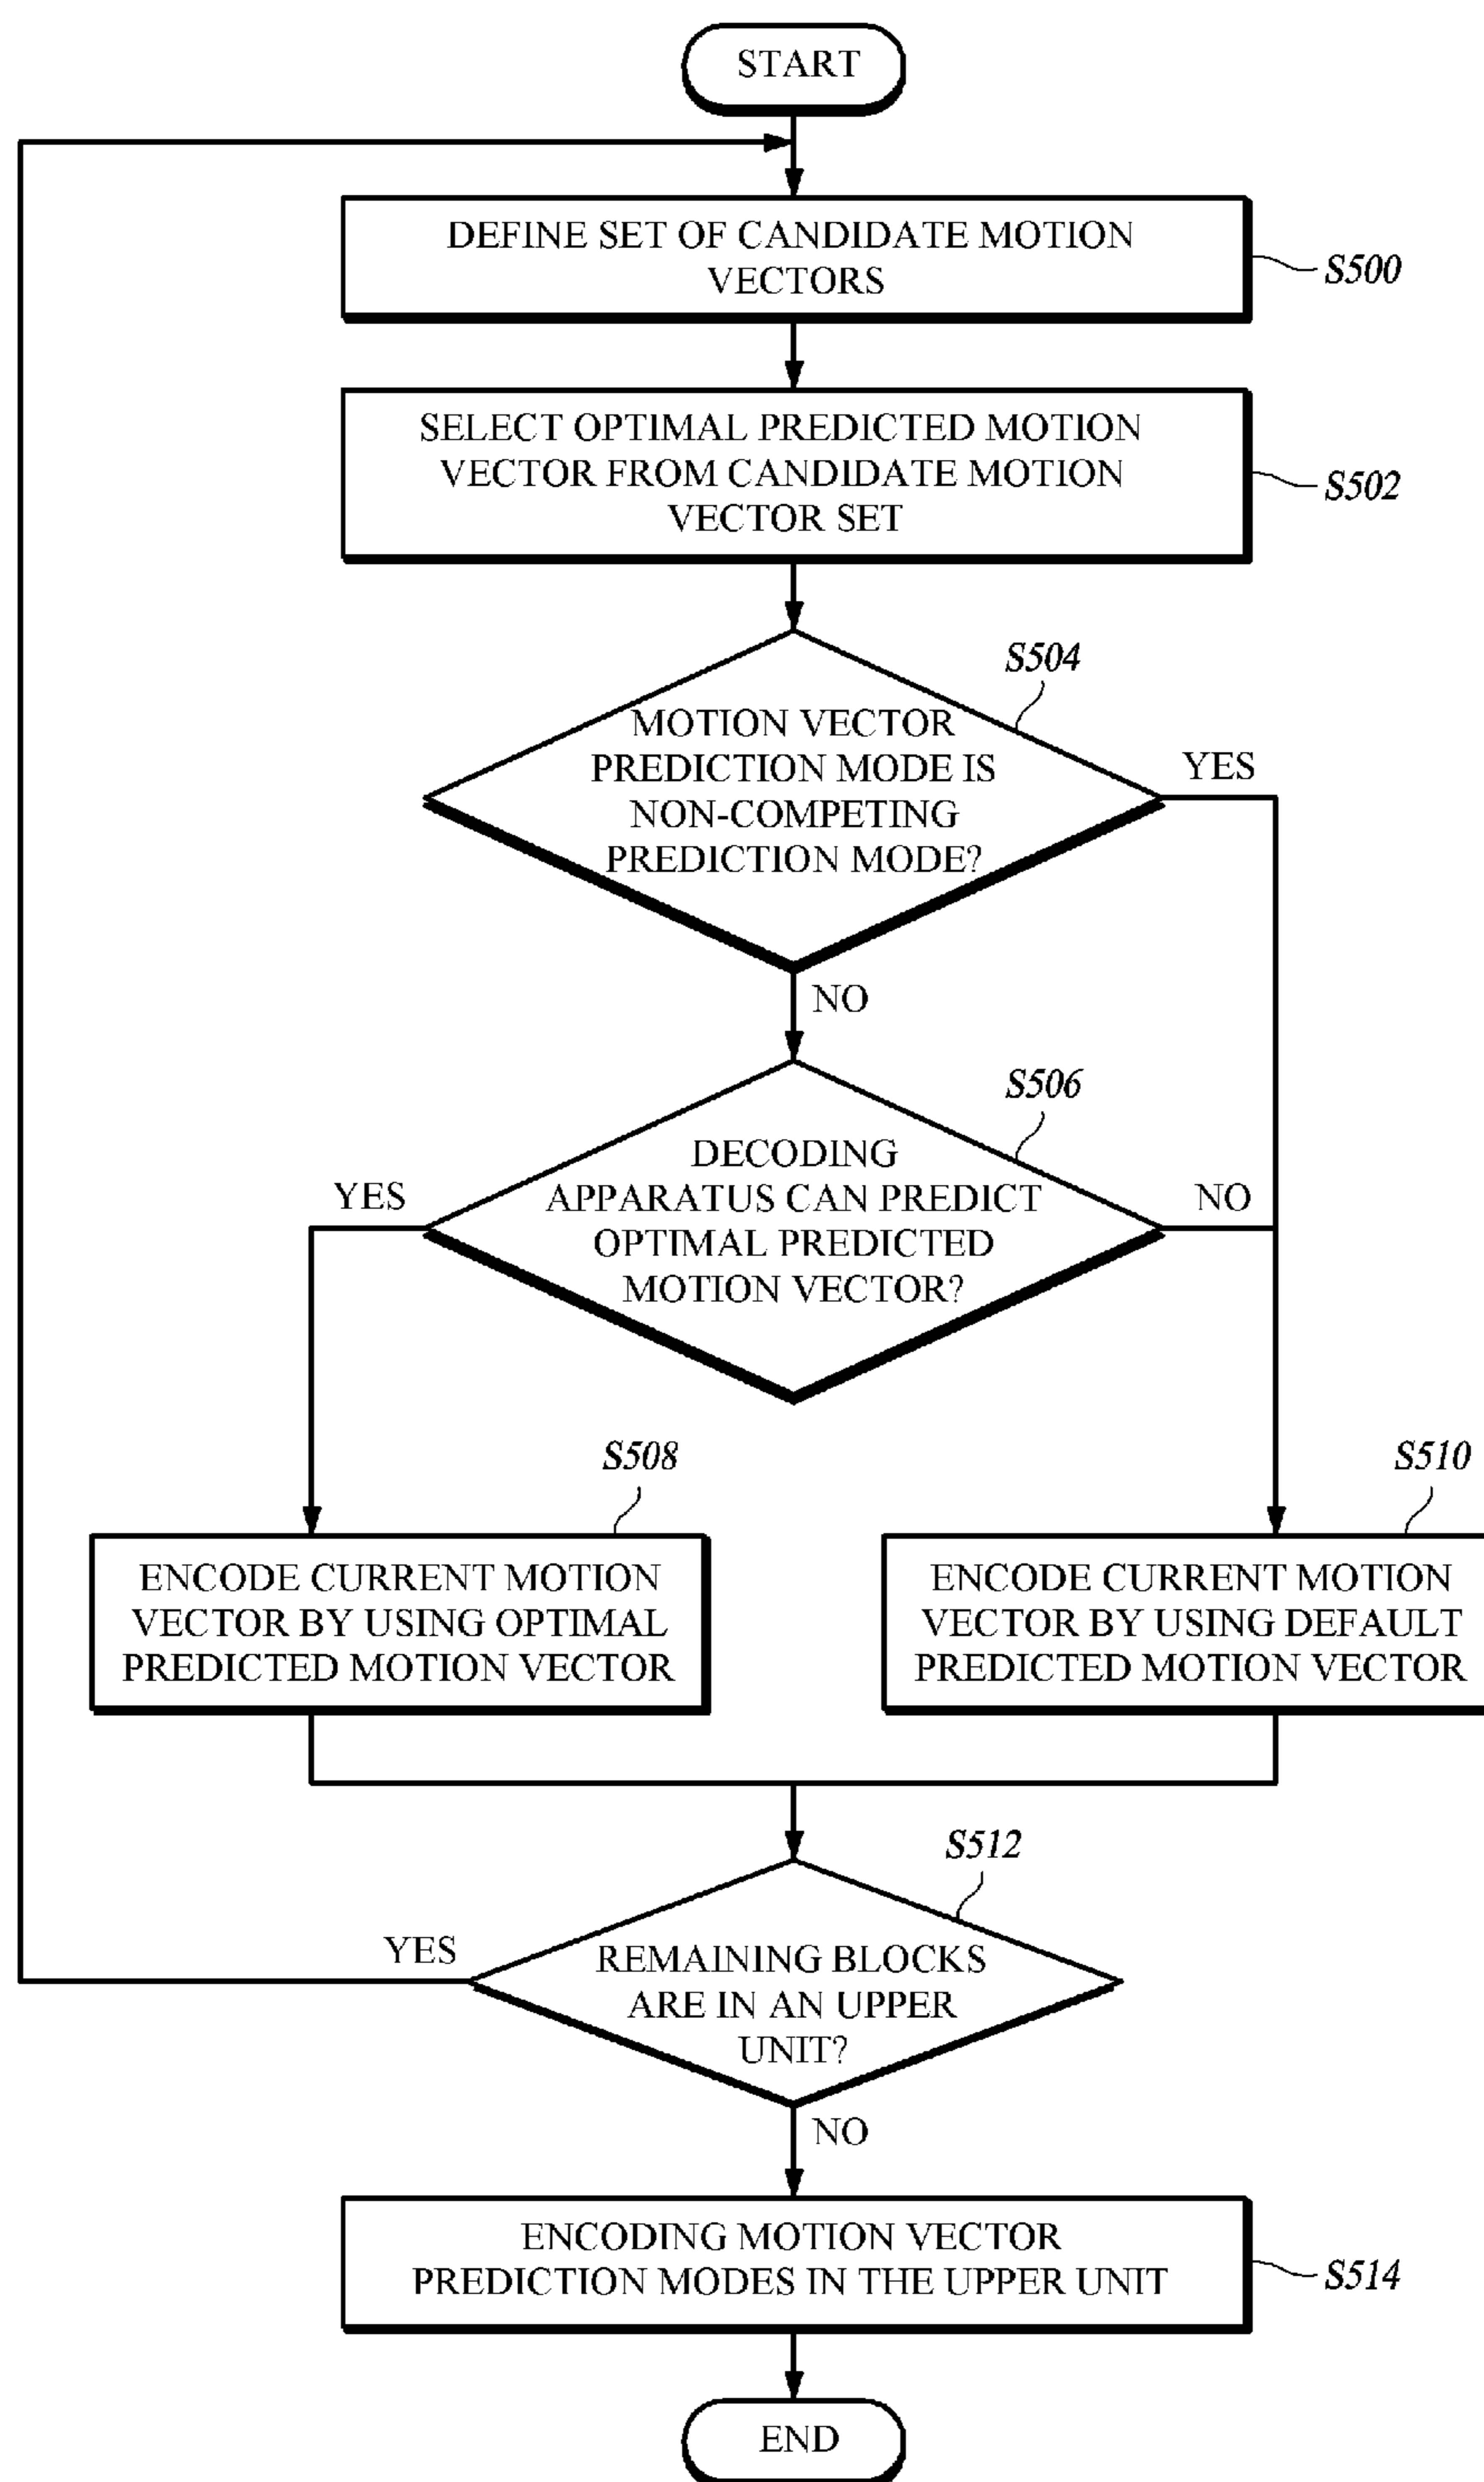 START
DEFINE SET OF CANDIDATE MOTION
VECTORS
S500
SELECT OPTIMAL PREDICTED MOTION
VECTOR FROM CANDIDATE MOTION
VECTOR SET
S502
S504
MOTION VECTOR
PREDICTION MODE IS
NON-COMPETING
PREDICTION MODE?
YES
NO
S506
DECODING
APPARATUS CAN PREDICT
OPTIMAL PREDICTED
MOTION VECTOR?
YES
NO
S508
ENCODE CURRENT MOTION
VECTOR BY USING OPTIMAL
PREDICTED MOTION VECTOR
S510
ENCODE CURRENT MOTION
VECTOR BY USING DEFAULT
PREDICTED MOTION VECTOR
S512
REMAINING BLOCKS
ARE IN AN UPPER
UNIT?
YES
NO
ENCODING MOTION VECTOR
PREDICTION MODES IN THE UPPER UNIT
S514
END